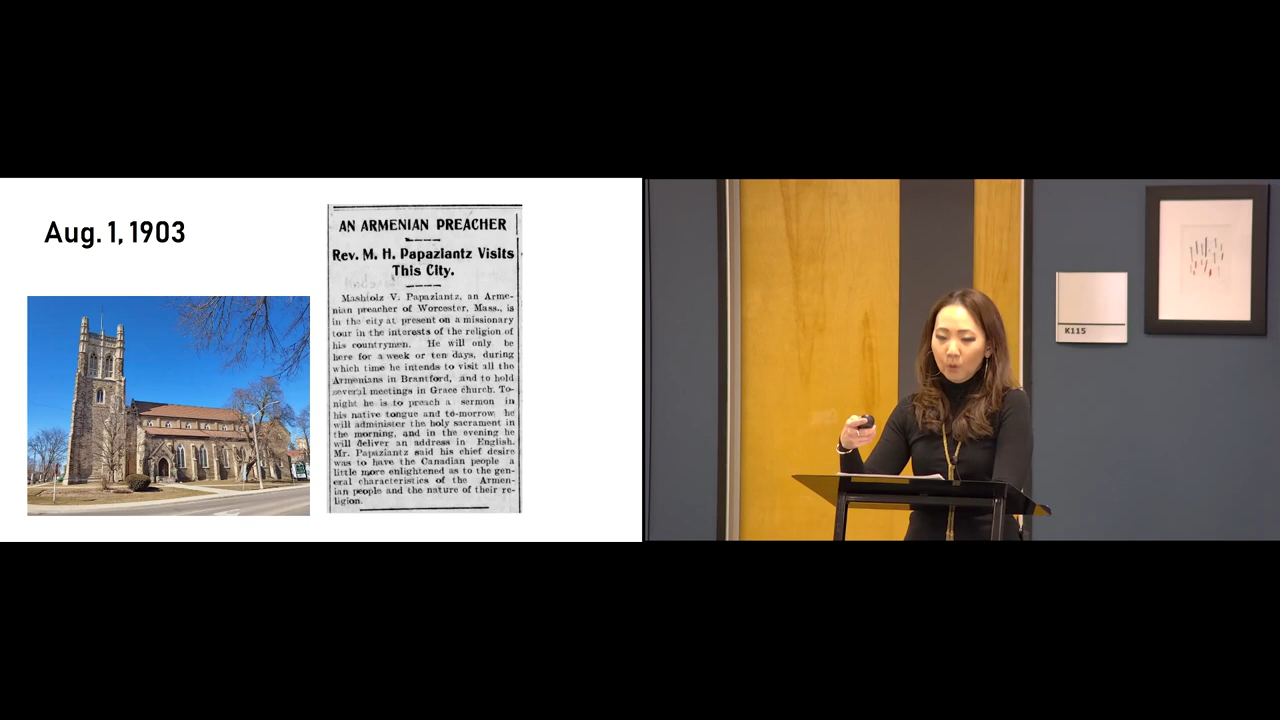 Aug. 1, 1903
AN ARMENIAN PREACHER
Rev. M. H. Papaziantz Visits
This City.
Mashiolz V. Papaziantz, an Arme-
nian preacher of Worcester, Mass., is
in the city at present on a missionary
tour in the interests of the religion of
his countrymen. He will only be
here for a week or ten days, during
which time he intends to visit all the
Armenians in Brantford, and to hold
several meetings in Grace church. To-
night he is to preach a sermon in
his native tongue and to-morrow he
will administer the holy sacrament in
the morning, and in the evening he
will deliver an address in English.
Mr. Papaziantz said his chief desire
was to have the Canadian people a
little more enlightened as to the gen-
eral characteristics of the Armen-
ian people and the nature of their re-
ligion.
K115